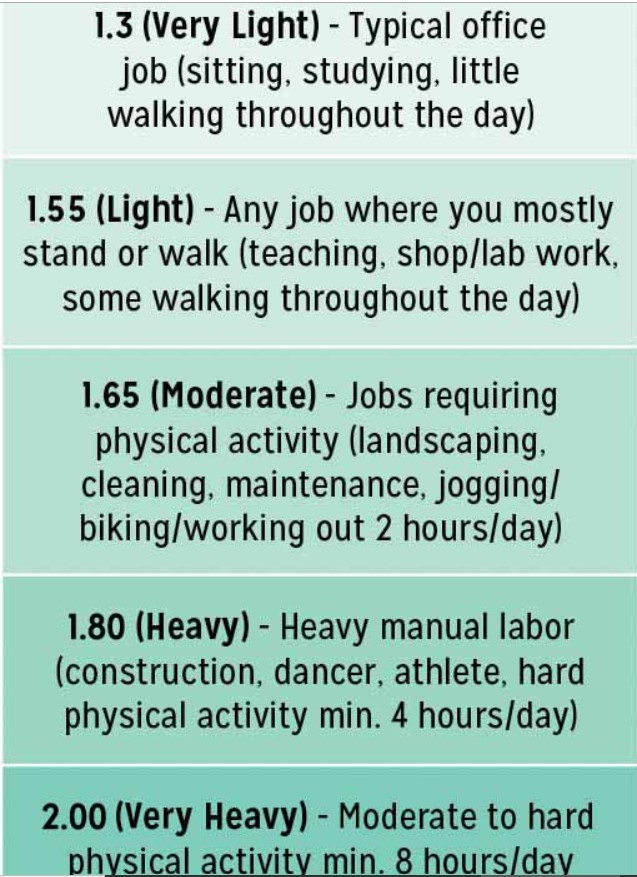 1.3 (Very Light) - Typical office
job (sitting, studying, little
walking throughout the day)
1.55 (Light) - Any job where you mostly
stand or walk (teaching, shop/lab work,
some walking throughout the day)
1.65 (Moderate) - Jobs requiring
physical activity (landscaping,
cleaning, maintenance, jogging/
biking/working out 2 hours/day)
1.80 (Heavy) - Heavy manual labor
(construction, dancer, athlete, hard
physical activity min. 4 hours/day)
2.00 (Very Heavy) - Moderate to hard
physical activity min. 8 hours/day